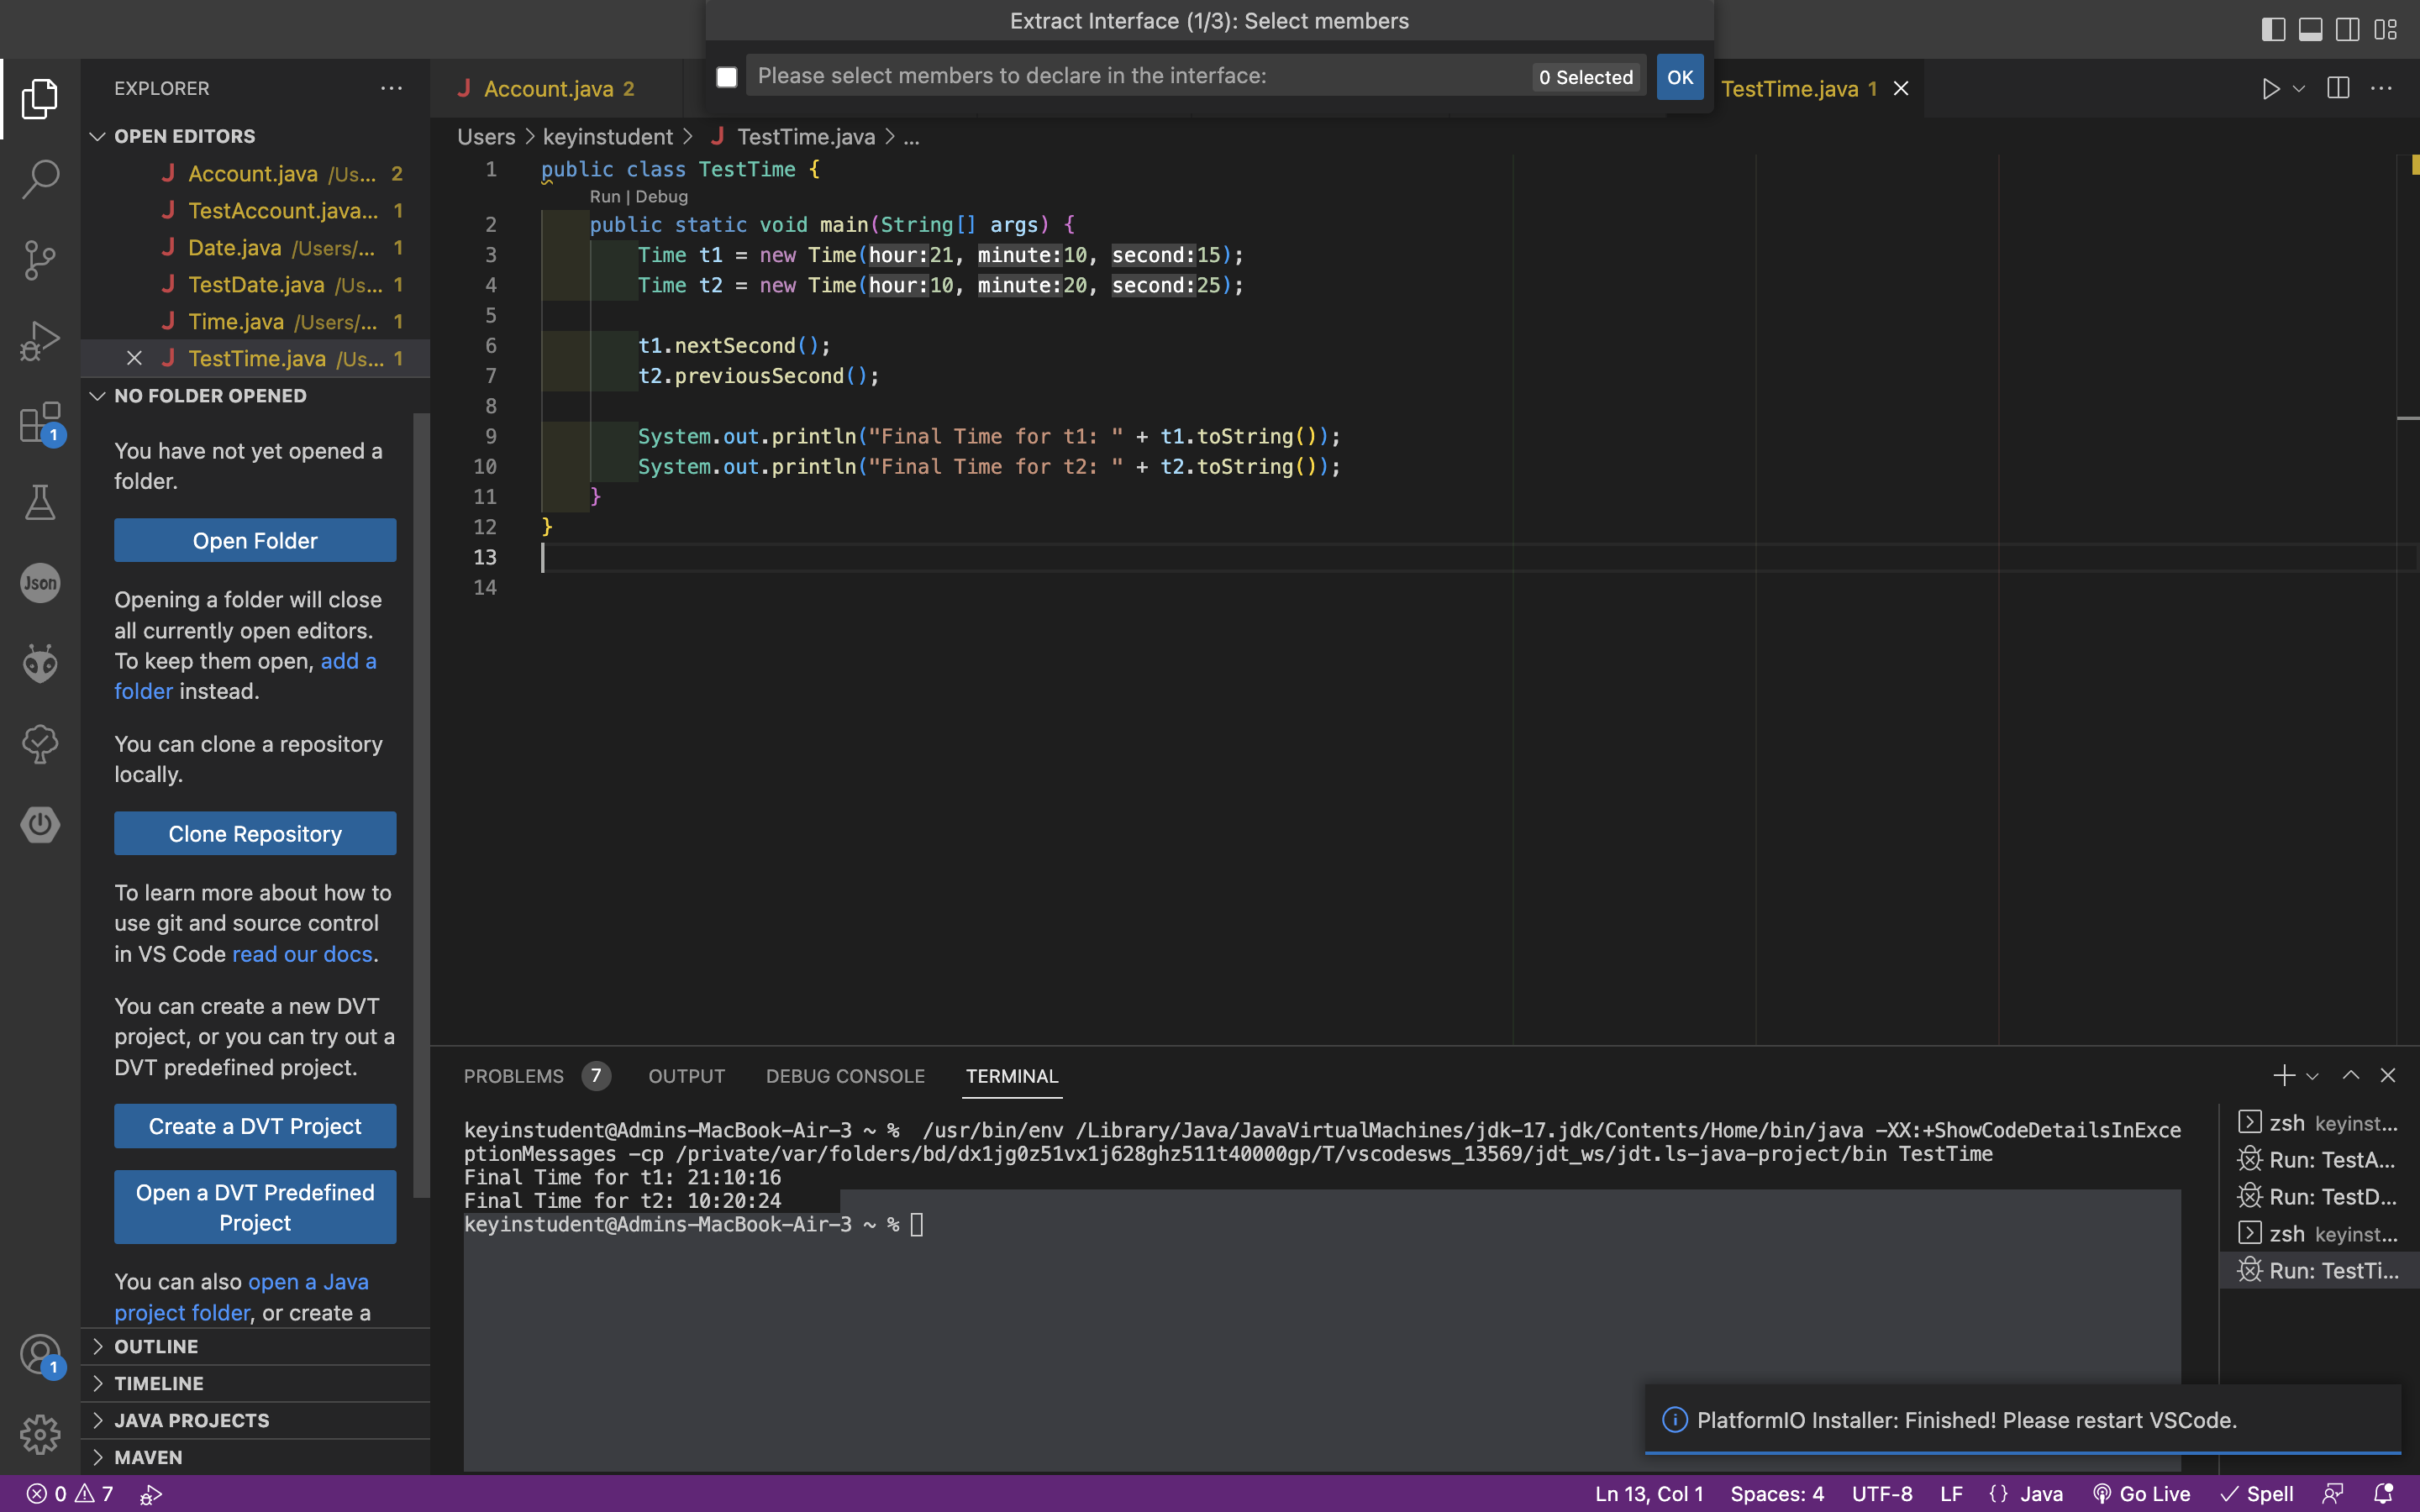 Extract Interface (1/3): Select members
Please select members to declare in the interface:
0 Selected
OK
EXPLORER
OPEN EDITORS
Account.java /Us... 2
TestAccount.java... 1
Date.java /Users/... 1
TestDate.java /Us... 1
Time.java /Users/... 1
TestTime.java /Us... 1
NO FOLDER OPENED
You have not yet opened a
folder.
Open Folder
Opening a folder will close
all currently open editors.
To keep them open, add a
folder instead.
You can clone a repository
locally.
Clone Repository
To learn more about how to
use git and source control
in VS Code read our docs.
You can create a new DVT
project, or you can try out a
DVT predefined project.
Create a DVT Project
Open a DVT Predefined
Project
You can also open a Java
project folder, or create a
OUTLINE
TIMELINE
JAVA PROJECTS
MAVEN
1
Json
1
Account.java 2
TestTime.java 1
Users > keyinstudent > J TestTime.java > ...
1 public class TestTime {
Run | Debug
2 public static void main(String[] args) {
3 Time t1 = new Time(hour:21, minute:10, second:15);
4 Time t2 = new Time(hour:10, minute:20, second:25);
5
6 t1.nextSecond();
7 t2.previousSecond();
8
9 System.out.println("Final Time for t1: " + t1.toString());
10 System.out.println("Final Time for t2: " + t2.toString());
11 }
12 }
13
14
PROBLEMS 7 OUTPUT DEBUG CONSOLE TERMINAL
keyinstudent@Admins-MacBook-Air-3 ~ % /usr/bin/env /Library/Java/JavaVirtualMachines/jdk-17.jdk/Contents/Home/bin/java -XX:+ShowCodeDetailsInExce
ptionMessages -cp /private/var/folders/bd/dx1jg0z51vx1j628ghz511t40000gp/T/vscodesws_13569/jdt_ws/jdt.ls-java-project/bin TestTime
Final Time for t1: 21:10:16
Final Time for t2: 10:20:24
keyinstudent@Admins-MacBook-Air-3 ~ %
zsh keyinst...
Run: TestA...
Run: TestD...
zsh keyinst...
Run: TestTi...
PlatformIO Installer: Finished! Please restart VSCode.
0 7
Ln 13, Col 1 Spaces: 4 UTF-8 LF {} Java Go Live Spell